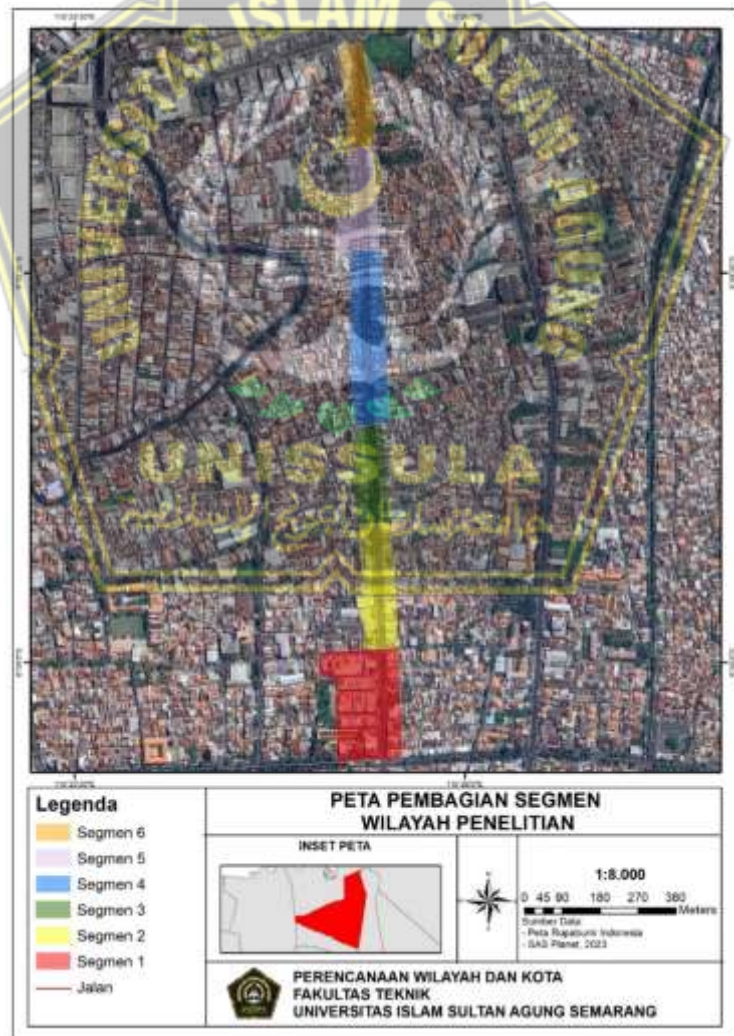 UNIVERSITAS ISLAM SULTAN AGUNG
UNISSULA
Legenda
Segmen 6
Segmen 5
Segmen 4
Segmen 3
Segmen 2
Segmen 1
Jalan
PETA PEMBAGIAN SEGMEN
WILAYAH PENELITIAN
INSET PETA
1:8.000
0 45 90 180 270 360
Meters
Sumber Data:
- Peta Rupabumi Indonesia
- SAS Planet, 2023
PERENCANAAN WILAYAH DAN KOTA
FAKULTAS TEKNIK
UNIVERSITAS ISLAM SULTAN AGUNG SEMARANG